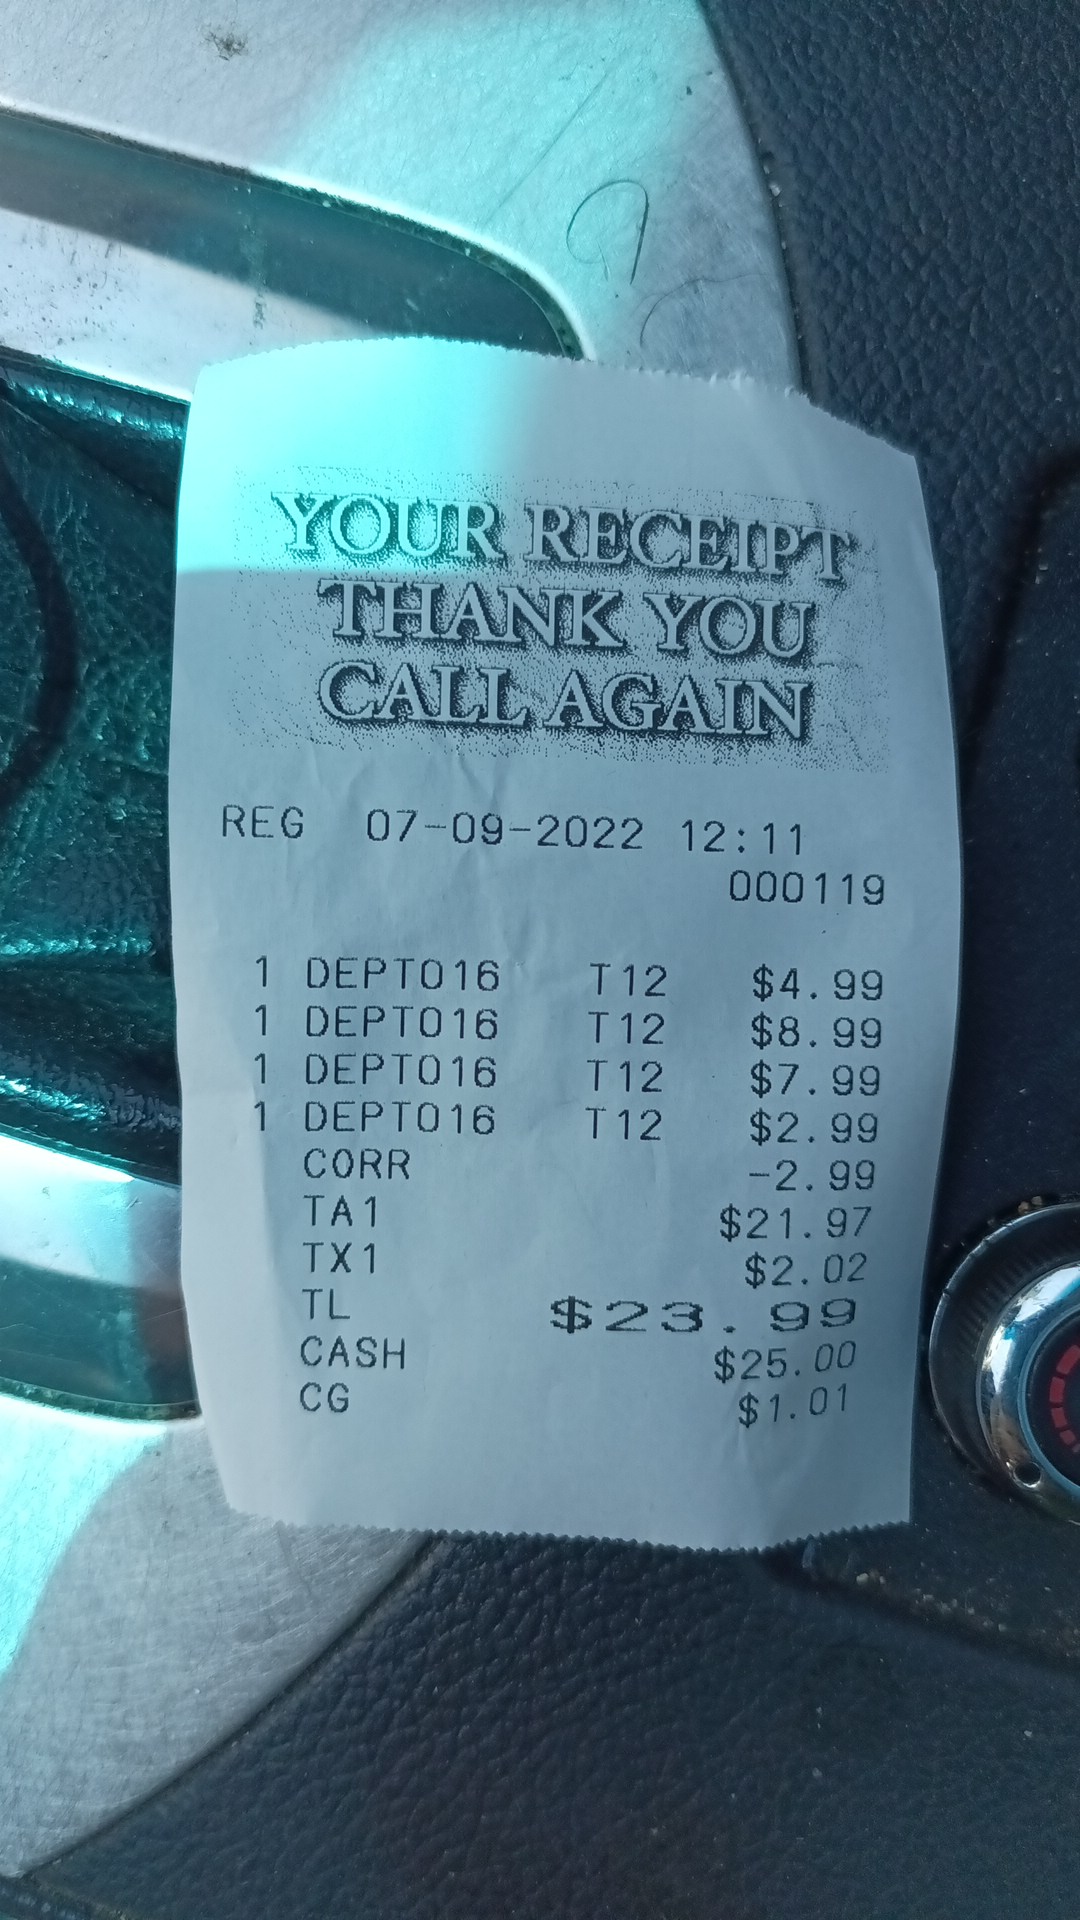 YOUR RECEIPT
THANK YOU
CALL AGAIN
REG 07-09-2022 12:11
000119
1 DEPT016 T12 $4.99
1 DEPT016 T12 $8.99
1 DEPT016 T12 $7.99
1 DEPT016 T12 $2.99
CORR -2.99
TA1 $21.97
TX1 $2.02
TL $23.99
CASH $25.00
CG $1.01